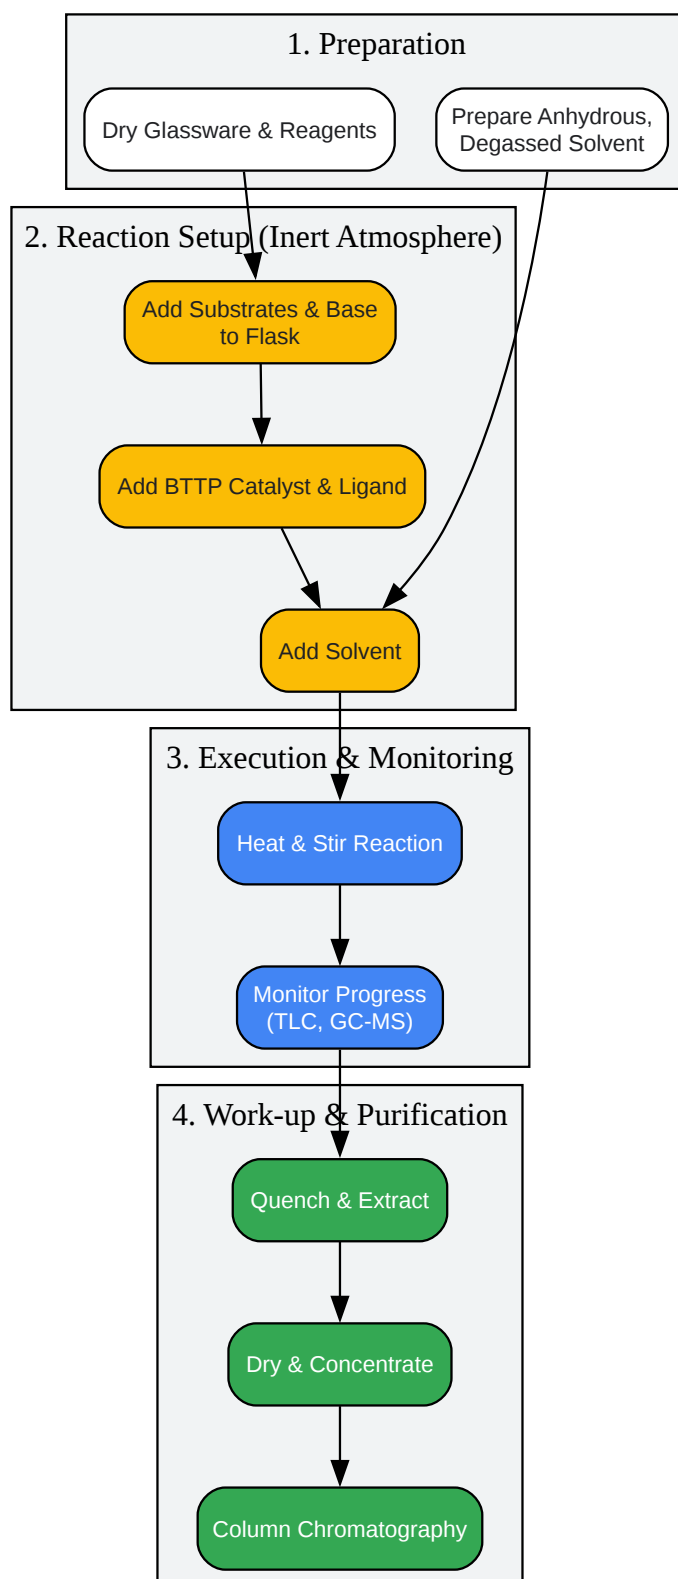 1. Preparation
Dry Glassware & Reagents
Prepare Anhydrous,
Degassed Solvent
2. Reaction Setup (Inert Atmosphere)
Add Substrates & Base
to Flask
Add BTTP Catalyst & Ligand
Add Solvent
3. Execution & Monitoring
Heat & Stir Reaction
Monitor Progress
(TLC, GC-MS)
4. Work-up & Purification
Quench & Extract
Dry & Concentrate
Column Chromatography